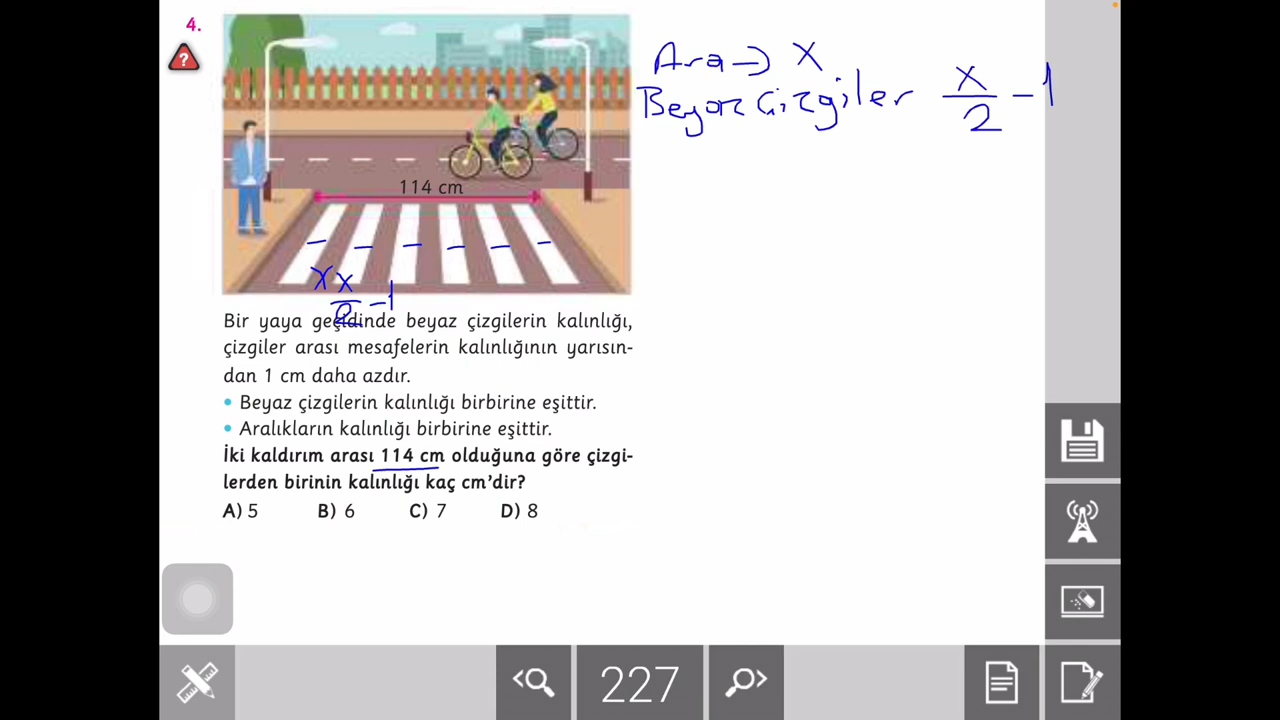 4.
?
Ara → x
Beyaz Çizgiler x/2 - 1
114 cm
x x/2 - 1
Bir yaya geçidinde beyaz çizgilerin kalınlığı,
çizgiler arası mesafelerin kalınlığının yarısın-
dan 1 cm daha azdır.
• Beyaz çizgilerin kalınlığı birbirine eşittir.
• Aralıkların kalınlığı birbirine eşittir.
İki kaldırım arası 114 cm olduğuna göre çizgi-
lerden birinin kalınlığı kaç cm'dir?
A) 5 B) 6 C) 7 D) 8
227